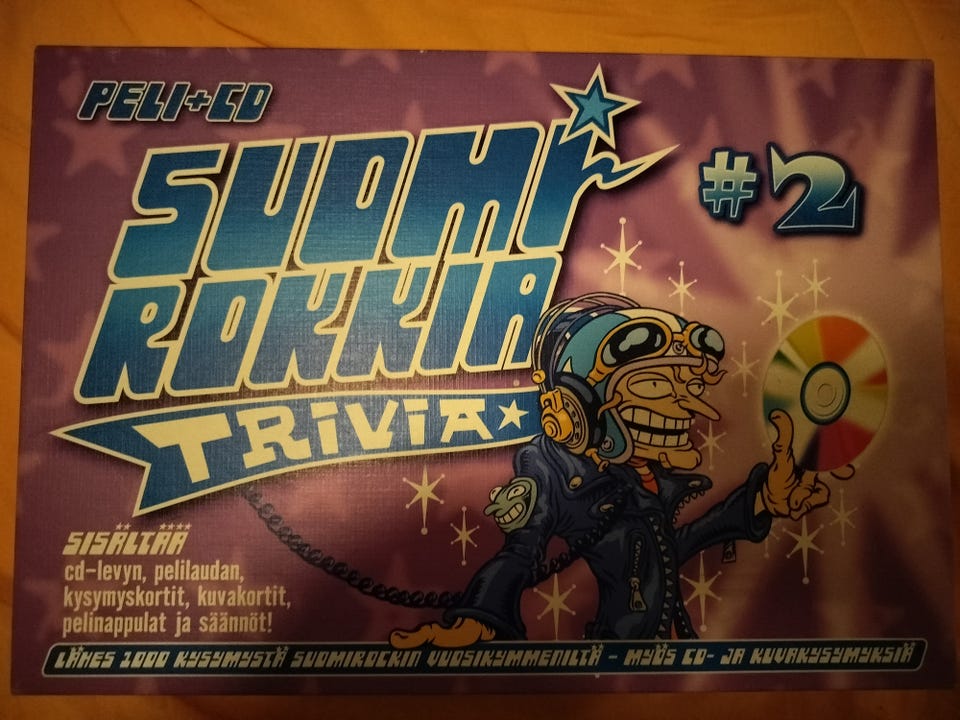 PELI+CD
SUOMI
ROKKIA
TRiViA
#2
SISÄLTÄÄ
cd-levyn, pelilaudan,
kysymyskortit, kuvakortit,
pelinappulat ja säännöt!
LÄHES 1000 KYSYMYSTÄ SUOMIROCKIN VUOSIKYMMENILTÄ - MYÖS CD- JA KUVAKYSYMYKSIÄ